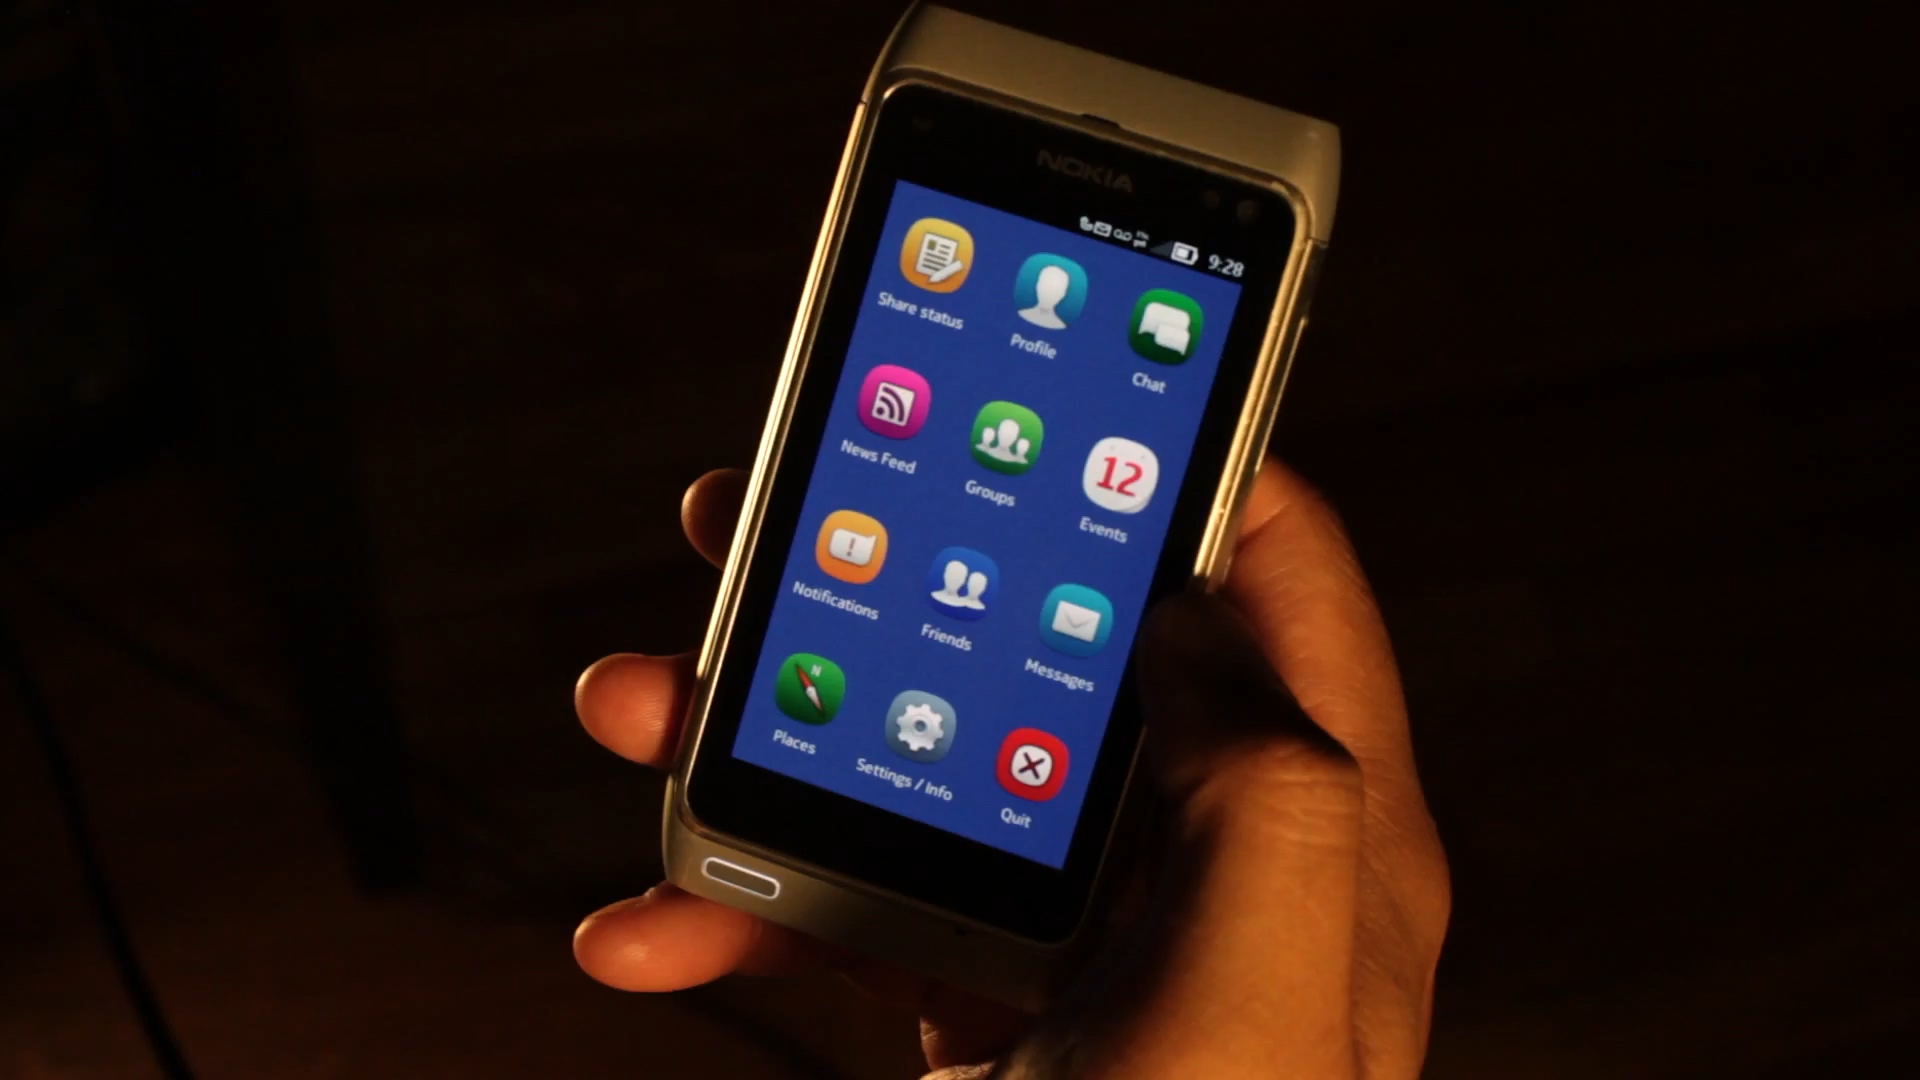 NOKIA
9:28
Share status
Profile
Chat
News Feed
Groups
12
Events
Notifications
Friends
Messages
N
Places
Settings / Info
Quit